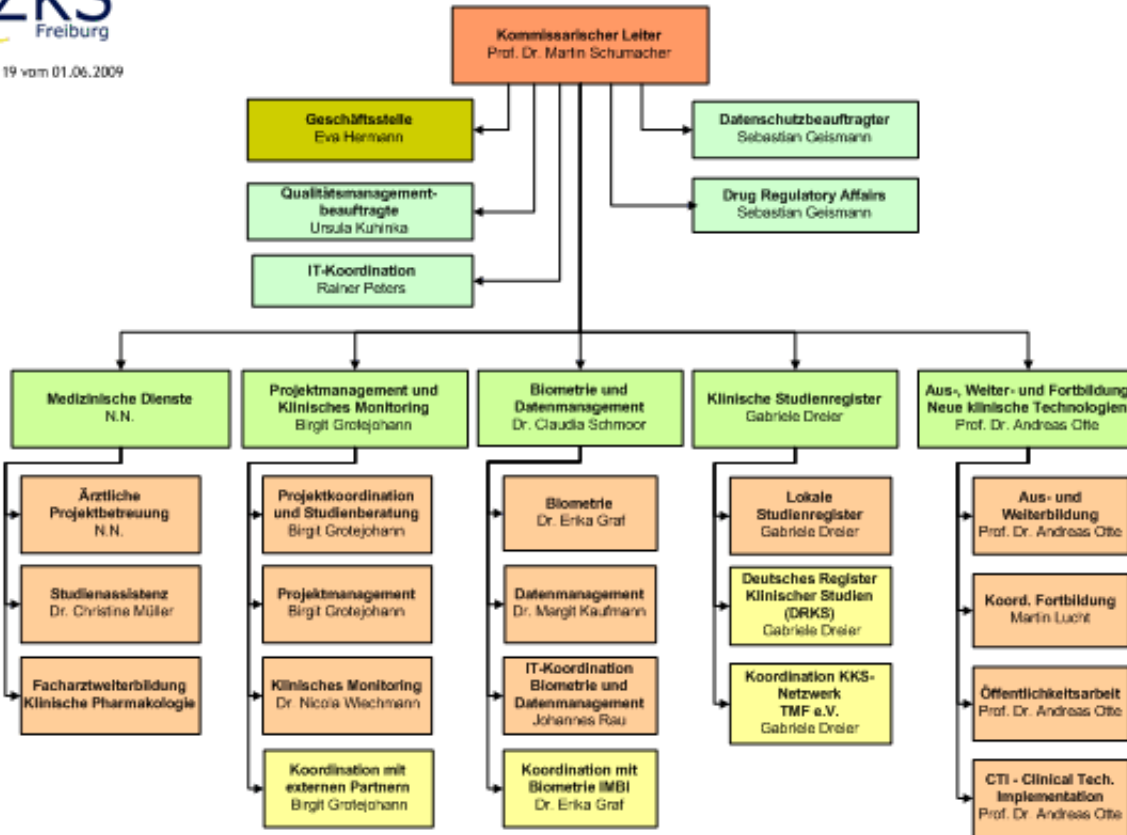 ZKS
Freiburg
19 vom 01.06.2009
Kommissarischer Leiter
Prof. Dr. Martin Schumacher
Geschäftsstelle
Eva Hermann
Datenschutzbeauftragter
Sebastian Geismann
Qualitätsmanagement-
beauftragte
Ursula Kuhinka
Drug Regulatory Affairs
Sebastian Geismann
IT-Koordination
Rainer Peters
Medizinische Dienste
N.N.
Projektmanagement und
Klinisches Monitoring
Birgit Grotejohann
Biometrie und
Datenmanagement
Dr. Claudia Schmoor
Klinische Studienregister
Gabriele Dreier
Aus-, Weiter- und Fortbildung
Neue klinische Technologien
Prof. Dr. Andreas Otte
Ärztliche
Projektbetreuung
N.N.
Studienassistenz
Dr. Christine Müller
Facharztweiterbildung
Klinische Pharmakologie
Projektkoordination
und Studienberatung
Birgit Grotejohann
Projektmanagement
Birgit Grotejohann
Klinisches Monitoring
Dr. Nicola Wiechmann
Koordination mit
externen Partnern
Birgit Grotejohann
Biometrie
Dr. Erika Graf
Datenmanagement
Dr. Margit Kaufmann
IT-Koordination
Biometrie und
Datenmanagement
Johannes Rau
Koordination mit
Biometrie IMBI
Dr. Erika Graf
Lokale
Studienregister
Gabriele Dreier
Deutsches Register
Klinischer Studien
(DRKS)
Gabriele Dreier
Koordination KKS-
Netzwerk
TMF e.V.
Gabriele Dreier
Aus- und
Weiterbildung
Prof. Dr. Andreas Otte
Koord. Fortbildung
Martin Lucht
Öffentlichkeitsarbeit
Prof. Dr. Andreas Otte
CTI - Clinical Tech.
Implementation
Prof. Dr. Andreas Otte